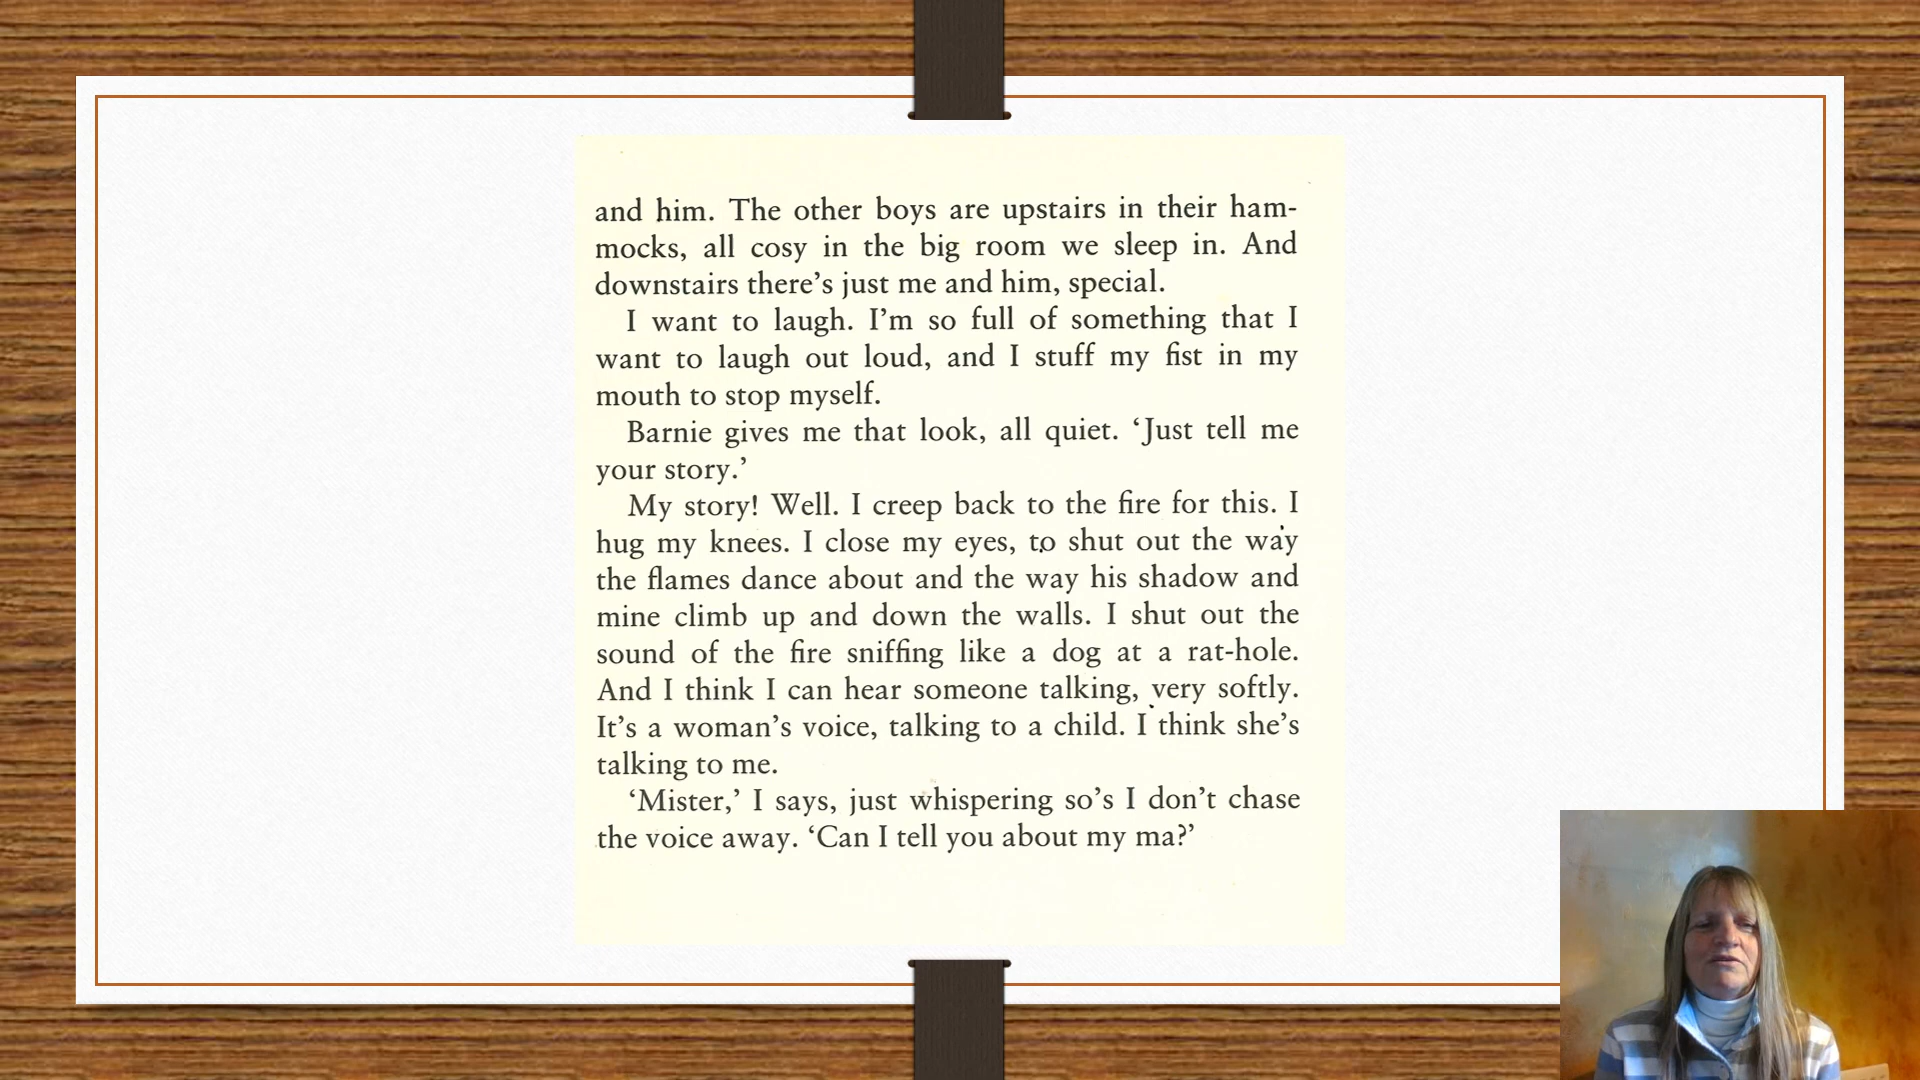 and him. The other boys are upstairs in their ham-
mocks, all cosy in the big room we sleep in. And
downstairs there’s just me and him, special.
I want to laugh. I’m so full of something that I
want to laugh out loud, and I stuff my fist in my
mouth to stop myself.
Barnie gives me that look, all quiet. ‘Just tell me
your story.’
My story! Well. I creep back to the fire for this. I
hug my knees. I close my eyes, to shut out the way
the flames dance about and the way his shadow and
mine climb up and down the walls. I shut out the
sound of the fire sniffing like a dog at a rat-hole.
And I think I can hear someone talking, very softly.
It’s a woman’s voice, talking to a child. I think she’s
talking to me.
‘Mister,’ I says, just whispering so’s I don’t chase
the voice away. ‘Can I tell you about my ma?’